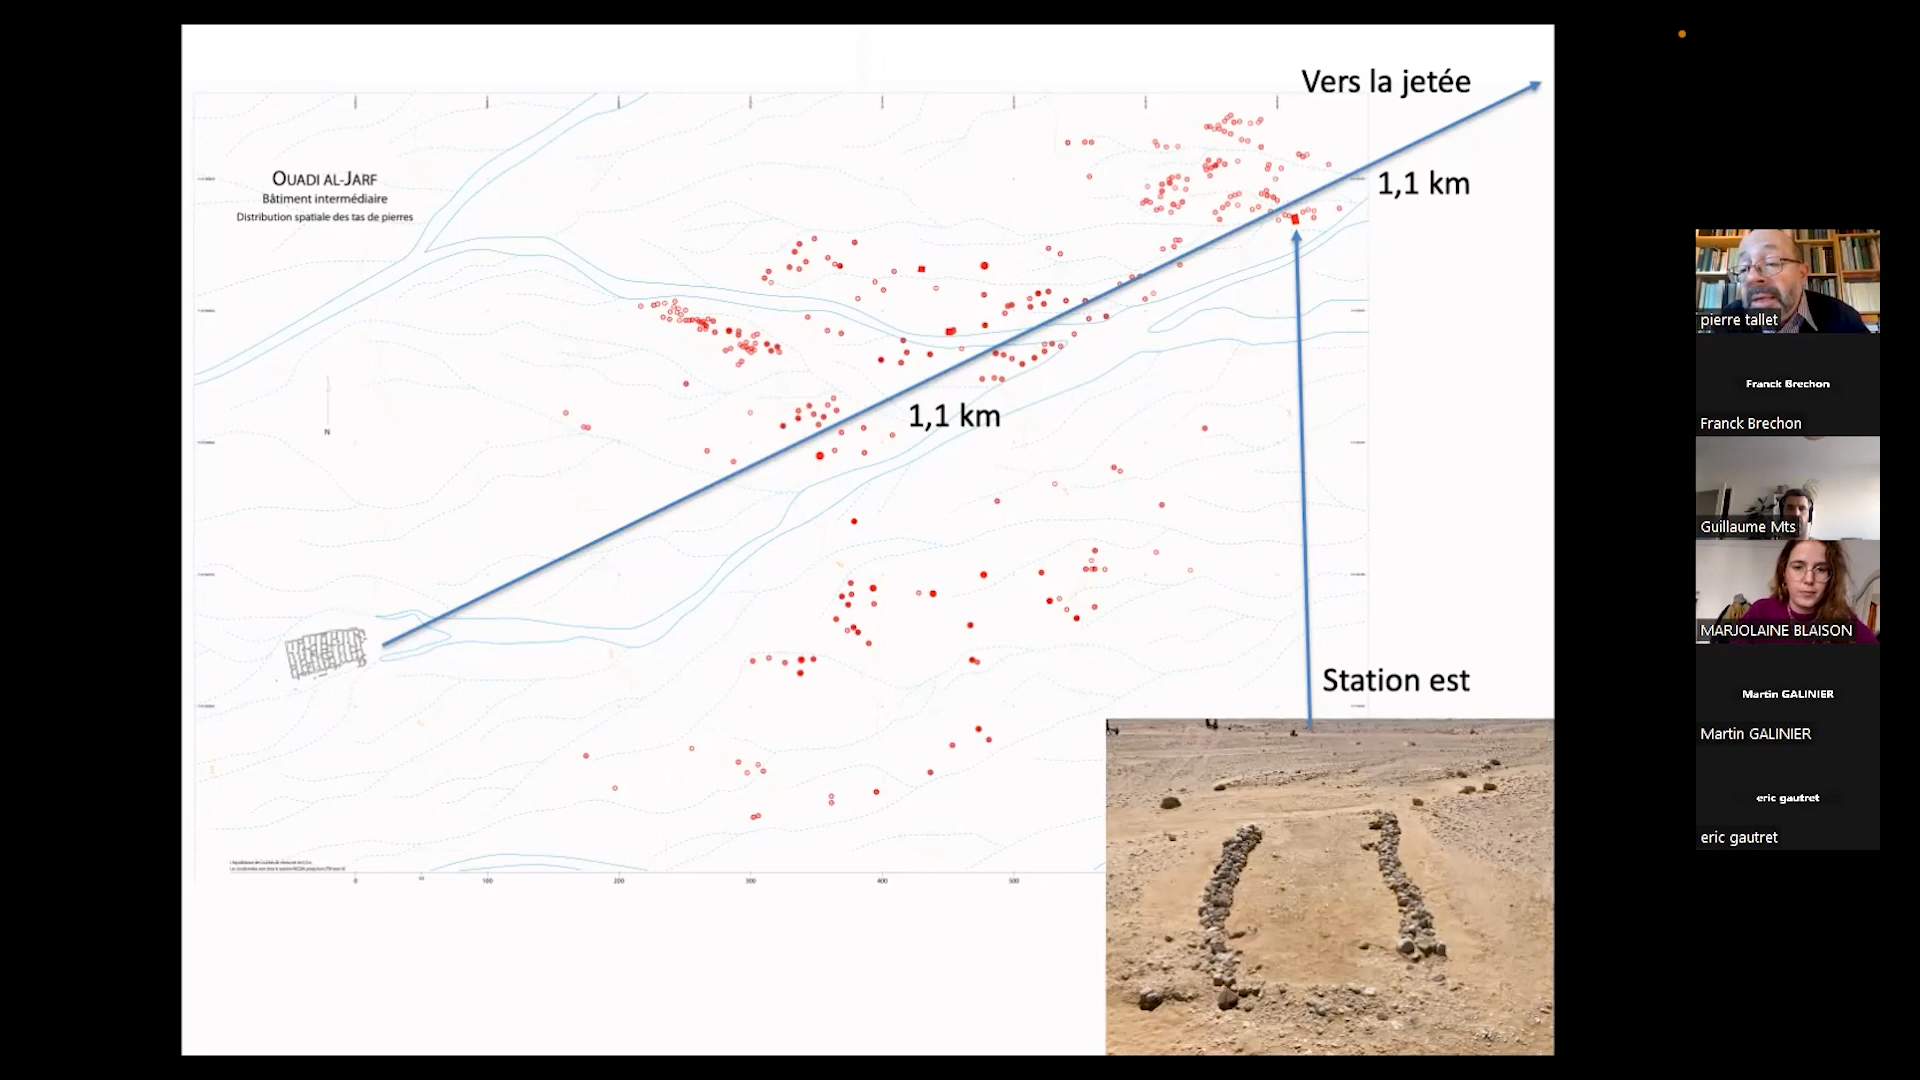 Vers la jetée
OUADI AL-JARF
Bâtiment intermédiaire
Distribution spatiale des tas de pierres
1,1 km
1,1 km
N
Station est
0
50
100
200
300
400
500
pierre tallet
Franck Brechon
Franck Brechon
Guillaume Mts
MARJOLAINE BLAISON
Martin GALINIER
Martin GALINIER
eric gautret
eric gautret